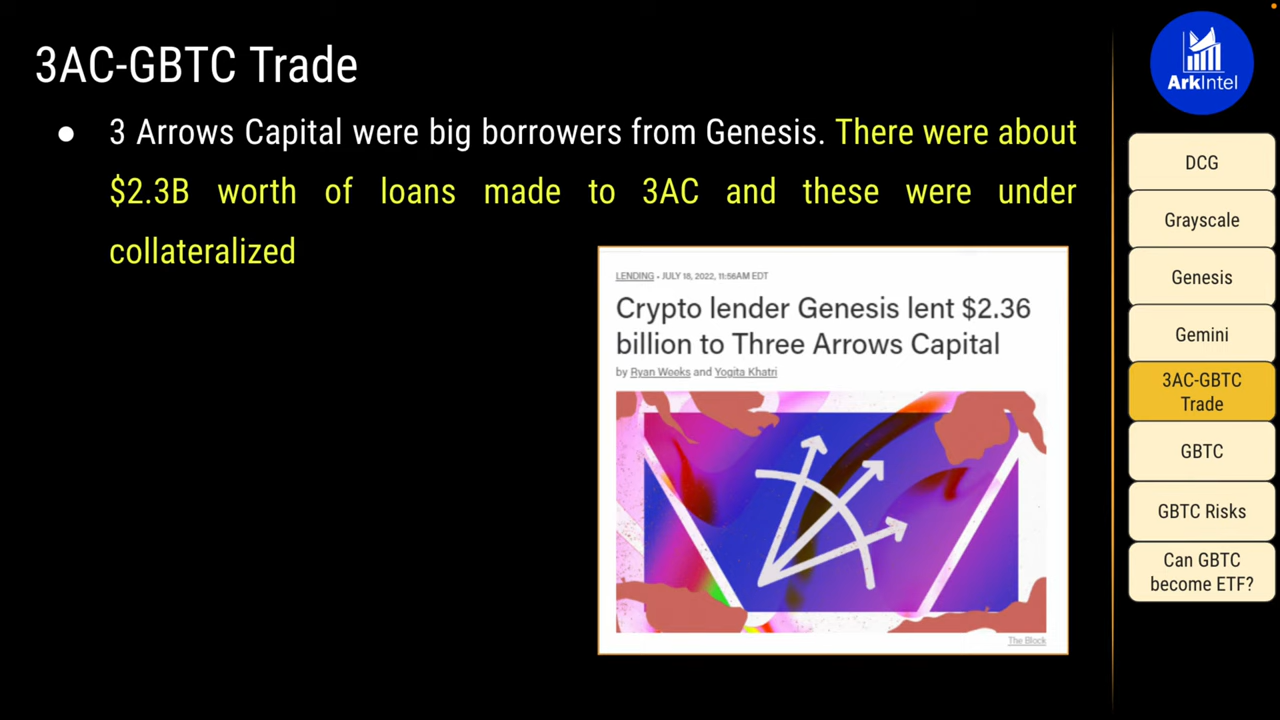 3AC-GBTC Trade
● 3 Arrows Capital were big borrowers from Genesis. There were about
$2.3B worth of loans made to 3AC and these were under
collateralized
LENDING • JULY 18, 2022, 11:56AM EDT
Crypto lender Genesis lent $2.36
billion to Three Arrows Capital
by Ryan Weeks and Yogita Khatri
The Block
ArkIntel
DCG
Grayscale
Genesis
Gemini
3AC-GBTC
Trade
GBTC
GBTC Risks
Can GBTC
become ETF?